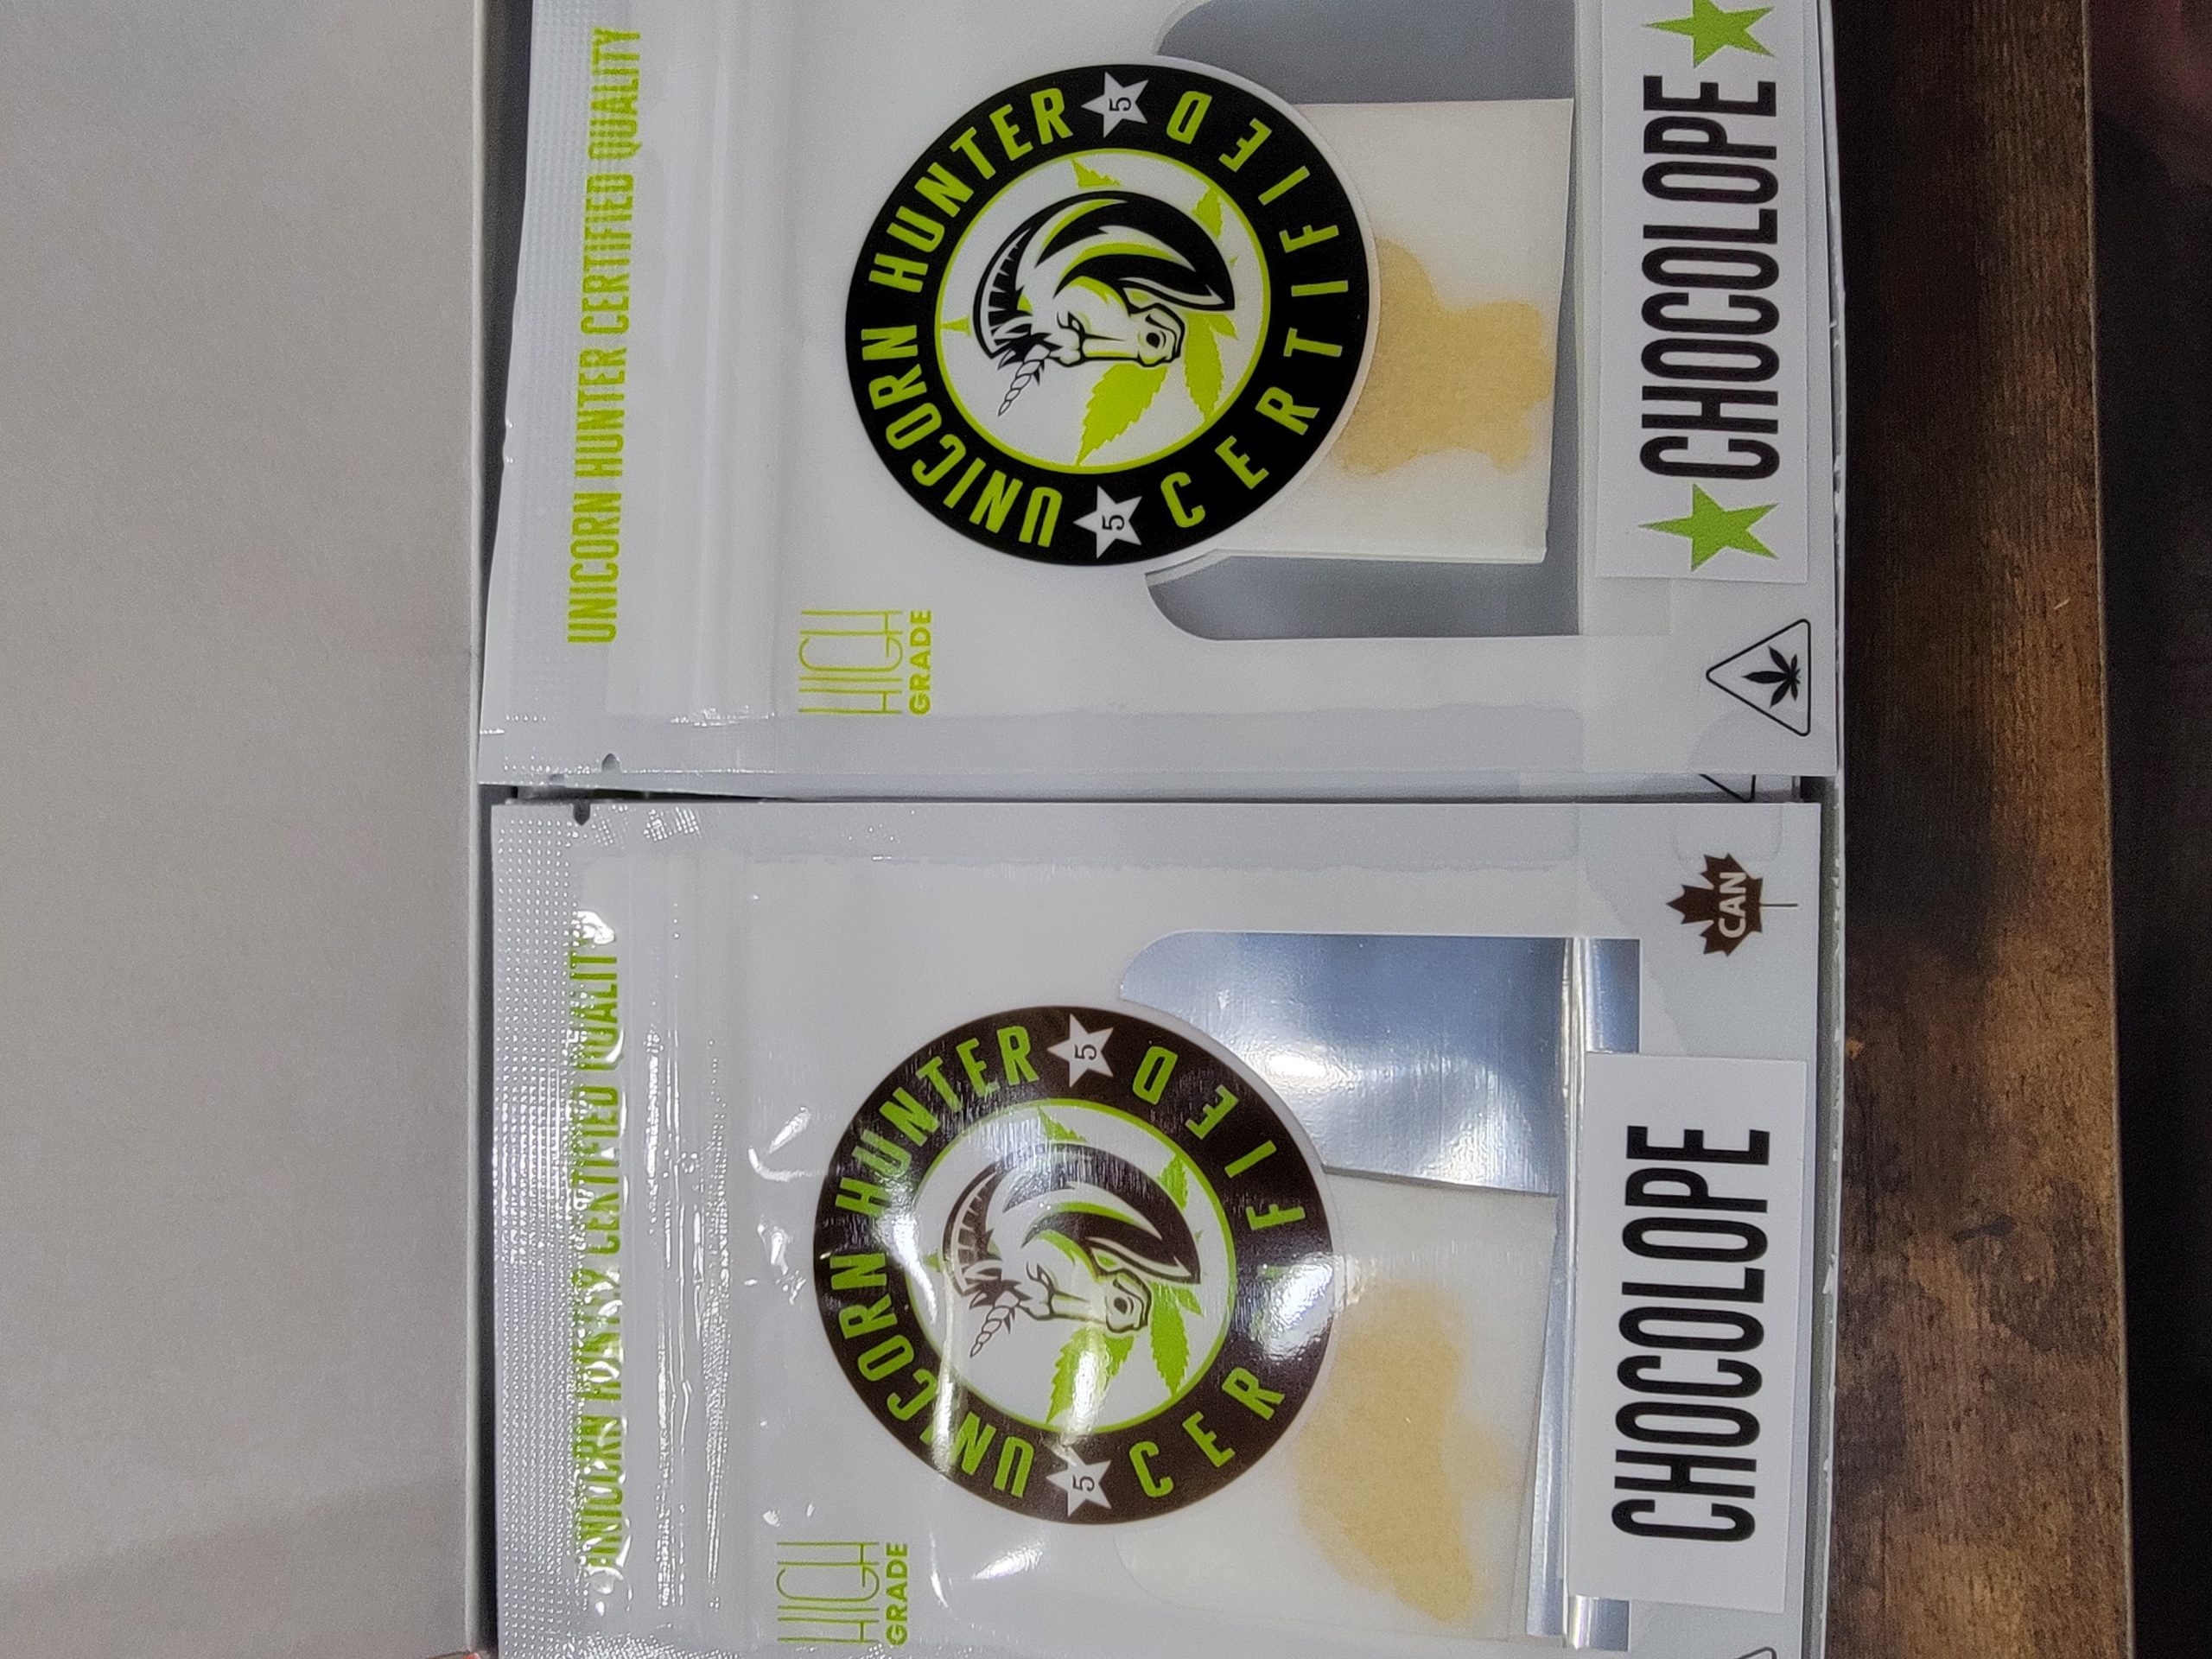 UNICORN HUNTER CERTIFIED QUALITY
HIGH
GRADE
UNICORN HUNTER
5 5
CERTIFIED
CHOCOLOPE
UNICORN HUNTER CERTIFIED QUALITY
HIGH
GRADE
UNICORN HUNTER
5 5
CERTIFIED
CAN
CHOCOLOPE